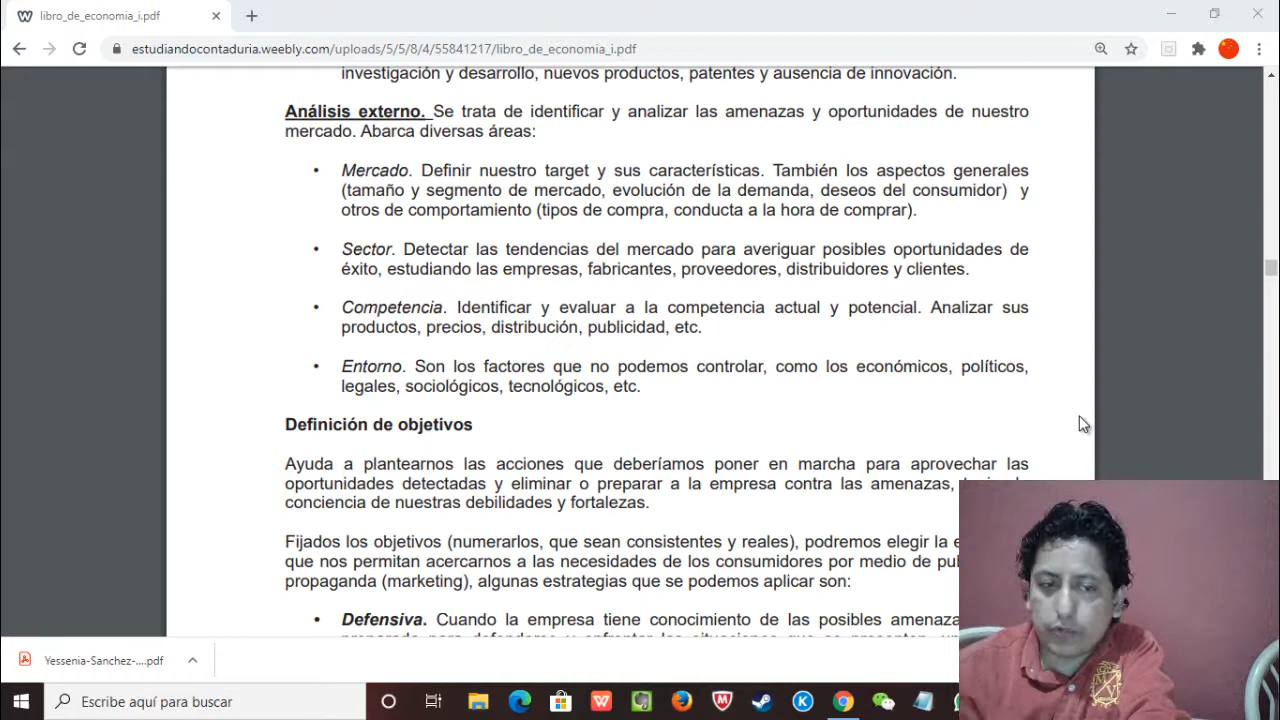 libro_de_economia_i.pdf
estudiandocontaduria.weebly.com/uploads/5/5/8/4/55841217/libro_de_economia_i.pdf
investigación y desarrollo, nuevos productos, patentes y ausencia de innovación.
Análisis externo. Se trata de identificar y analizar las amenazas y oportunidades de nuestro
mercado. Abarca diversas áreas:
• Mercado. Definir nuestro target y sus características. También los aspectos generales
(tamaño y segmento de mercado, evolución de la demanda, deseos del consumidor) y
otros de comportamiento (tipos de compra, conducta a la hora de comprar).
• Sector. Detectar las tendencias del mercado para averiguar posibles oportunidades de
éxito, estudiando las empresas, fabricantes, proveedores, distribuidores y clientes.
• Competencia. Identificar y evaluar a la competencia actual y potencial. Analizar sus
productos, precios, distribución, publicidad, etc.
• Entorno. Son los factores que no podemos controlar, como los económicos, políticos,
legales, sociológicos, tecnológicos, etc.
Definición de objetivos
Ayuda a plantearnos las acciones que deberíamos poner en marcha para aprovechar las
oportunidades detectadas y eliminar o preparar a la empresa contra las amenazas,
conciencia de nuestras debilidades y fortalezas.
Fijados los objetivos (numerarlos, que sean consistentes y reales), podremos elegir la
que nos permitan acercarnos a las necesidades de los consumidores por medio de
propaganda (marketing), algunas estrategias que se podemos aplicar son:
• Defensiva. Cuando la empresa tiene conocimiento de las posibles
Yessenia-Sanchez-....pdf
Escribe aquí para buscar